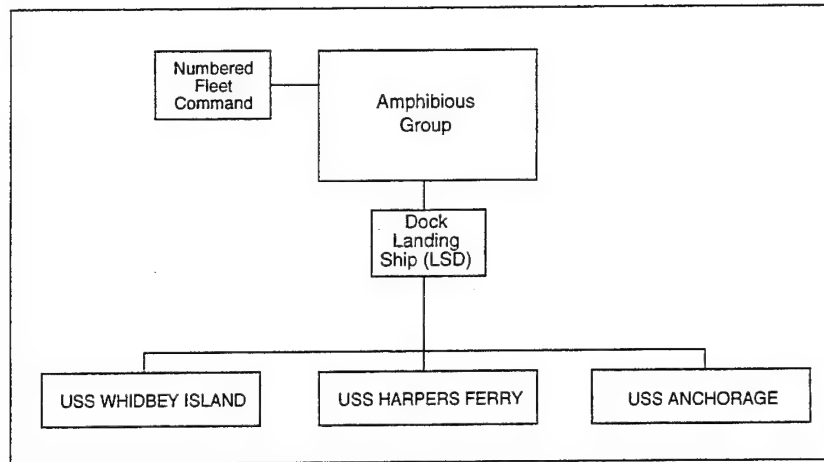 Numbered
Fleet
Command
Amphibious
Group
Dock
Landing
Ship (LSD)
USS WHIDBEY ISLAND
USS HARPERS FERRY
USS ANCHORAGE